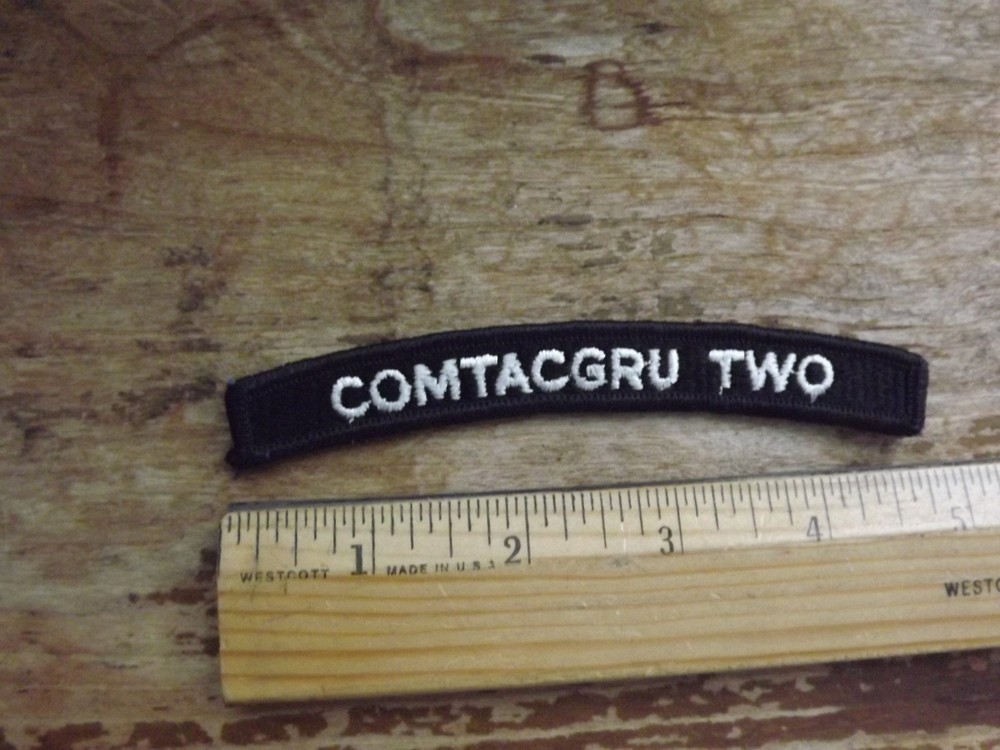 COMTACGRU TWO
1 2 3 4 5
WESTCOTT MADE IN U.S.A WESTC